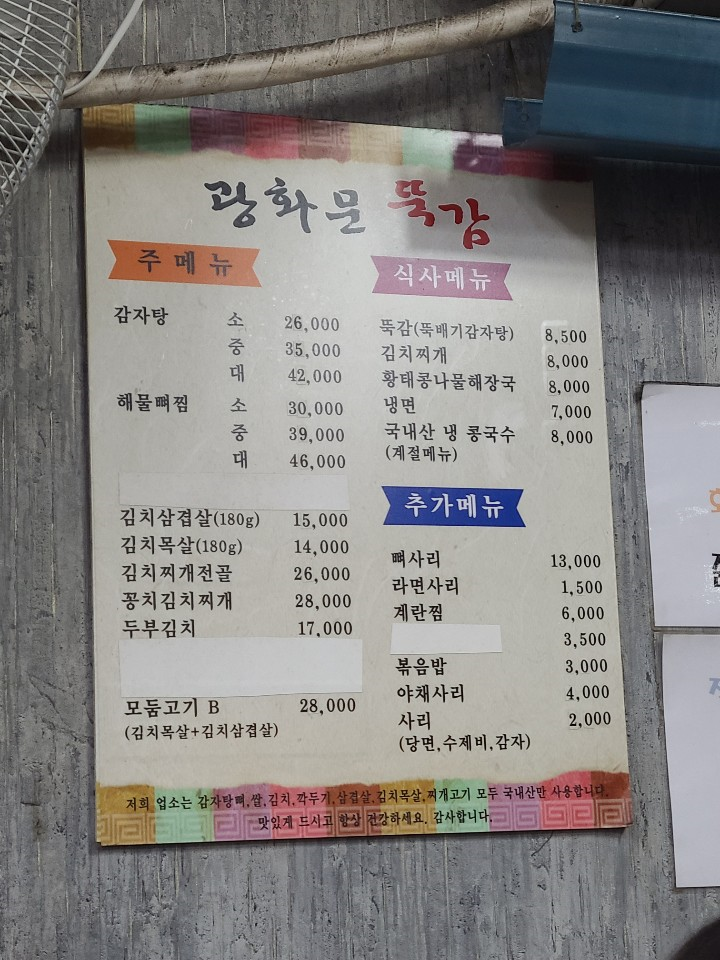 광화문 뚝감
주메뉴
감자탕 소 26,000
중 35,000
대 42,000
해물뼈찜 소 30,000
중 39,000
대 46,000
김치삼겹살(180g) 15,000
김치목살(180g) 14,000
김치찌개전골 26,000
꽁치김치찌개 28,000
두부김치 17,000
모둠고기 B 28,000
(김치목살+김치삼겹살)
식사메뉴
뚝감(뚝배기감자탕) 8,500
김치찌개 8,000
황태콩나물해장국 8,000
냉면 7,000
국내산 냉 콩국수 8,000
(계절메뉴)
추가메뉴
뼈사리 13,000
라면사리 1,500
계란찜 6,000
3,500
볶음밥 3,000
야채사리 4,000
사리 2,000
(당면,수제비,감자)
저희 업소는 감자탕뼈,쌀,김치,깍두기,삼겹살,김치목살,찌개고기 모두 국내산만 사용합니다.
맛있게 드시고 항상 건강하세요. 감사합니다.